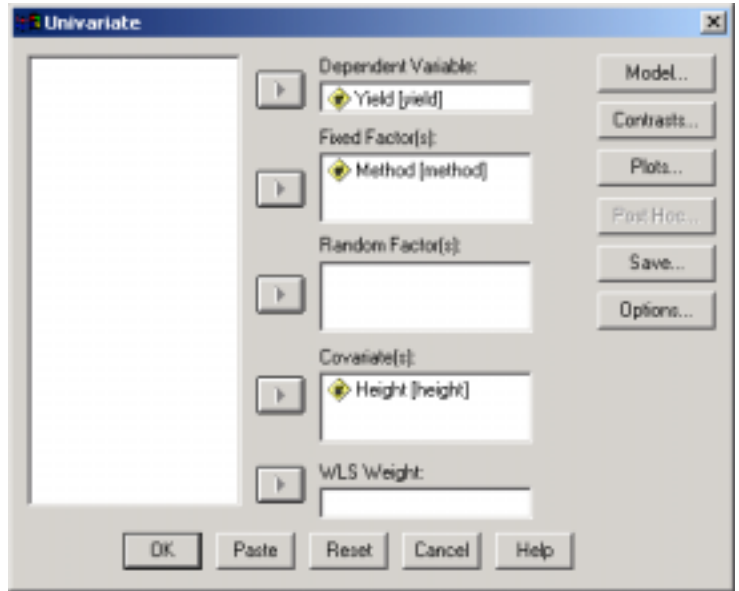 Univariate
Dependent Variable:
Yield [yield]
Fixed Factor(s):
Method [method]
Random Factor(s):
Covariate(s):
Height [height]
WLS Weight:
Model...
Contrasts...
Plots...
Post Hoc...
Save...
Options...
OK
Paste
Reset
Cancel
Help